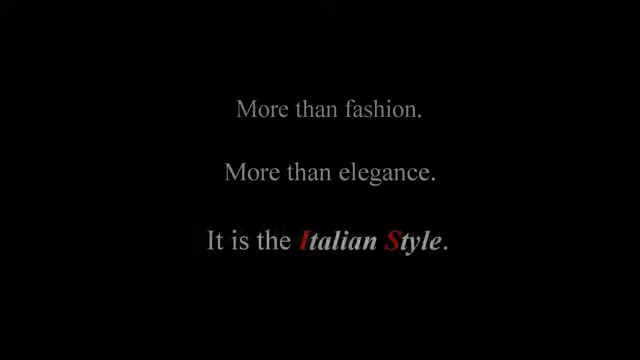 More than fashion.
More than elegance.
It is the Italian Style.